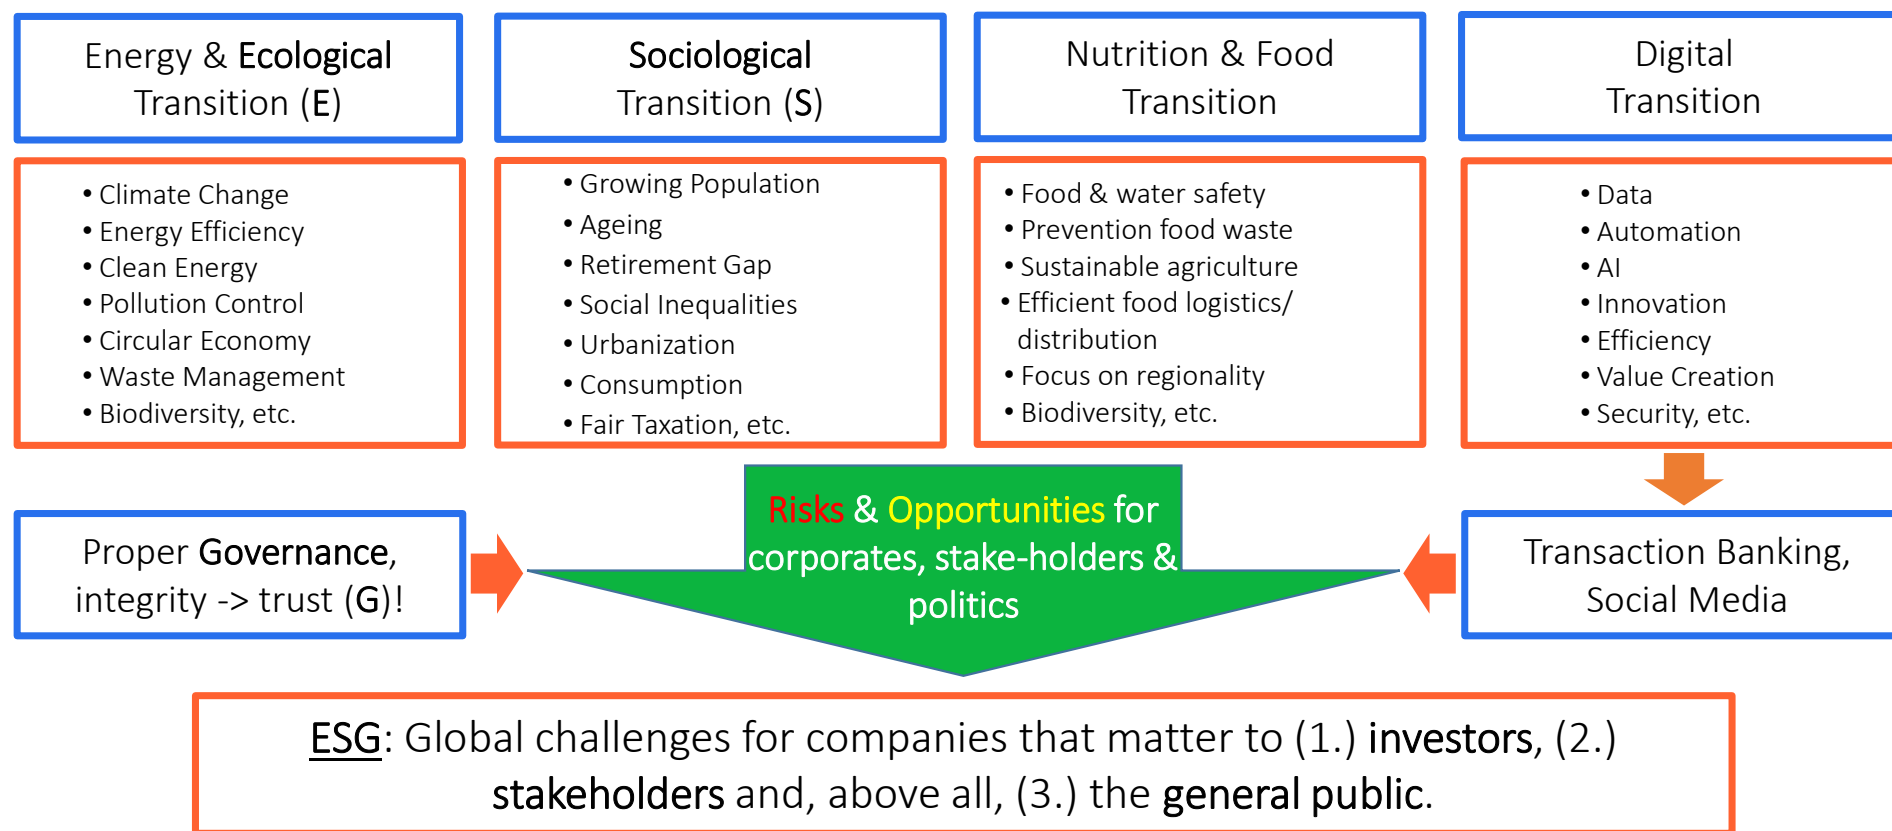 Energy & Ecological
Transition (E)
Sociological
Transition (S)
Nutrition & Food
Transition
Digital
Transition
• Climate Change
• Energy Efficiency
• Clean Energy
• Pollution Control
• Circular Economy
• Waste Management
• Biodiversity, etc.
• Growing Population
• Ageing
• Retirement Gap
• Social Inequalities
• Urbanization
• Consumption
• Fair Taxation, etc.
• Food & water safety
• Prevention food waste
• Sustainable agriculture
• Efficient food logistics/
distribution
• Focus on regionality
• Biodiversity, etc.
• Data
• Automation
• AI
• Innovation
• Efficiency
• Value Creation
• Security, etc.
Proper Governance,
integrity -> trust (G)!
Risks & Opportunities for
corporates, stake-holders &
politics
Transaction Banking,
Social Media
ESG: Global challenges for companies that matter to (1.) investors, (2.)
stakeholders and, above all, (3.) the general public.